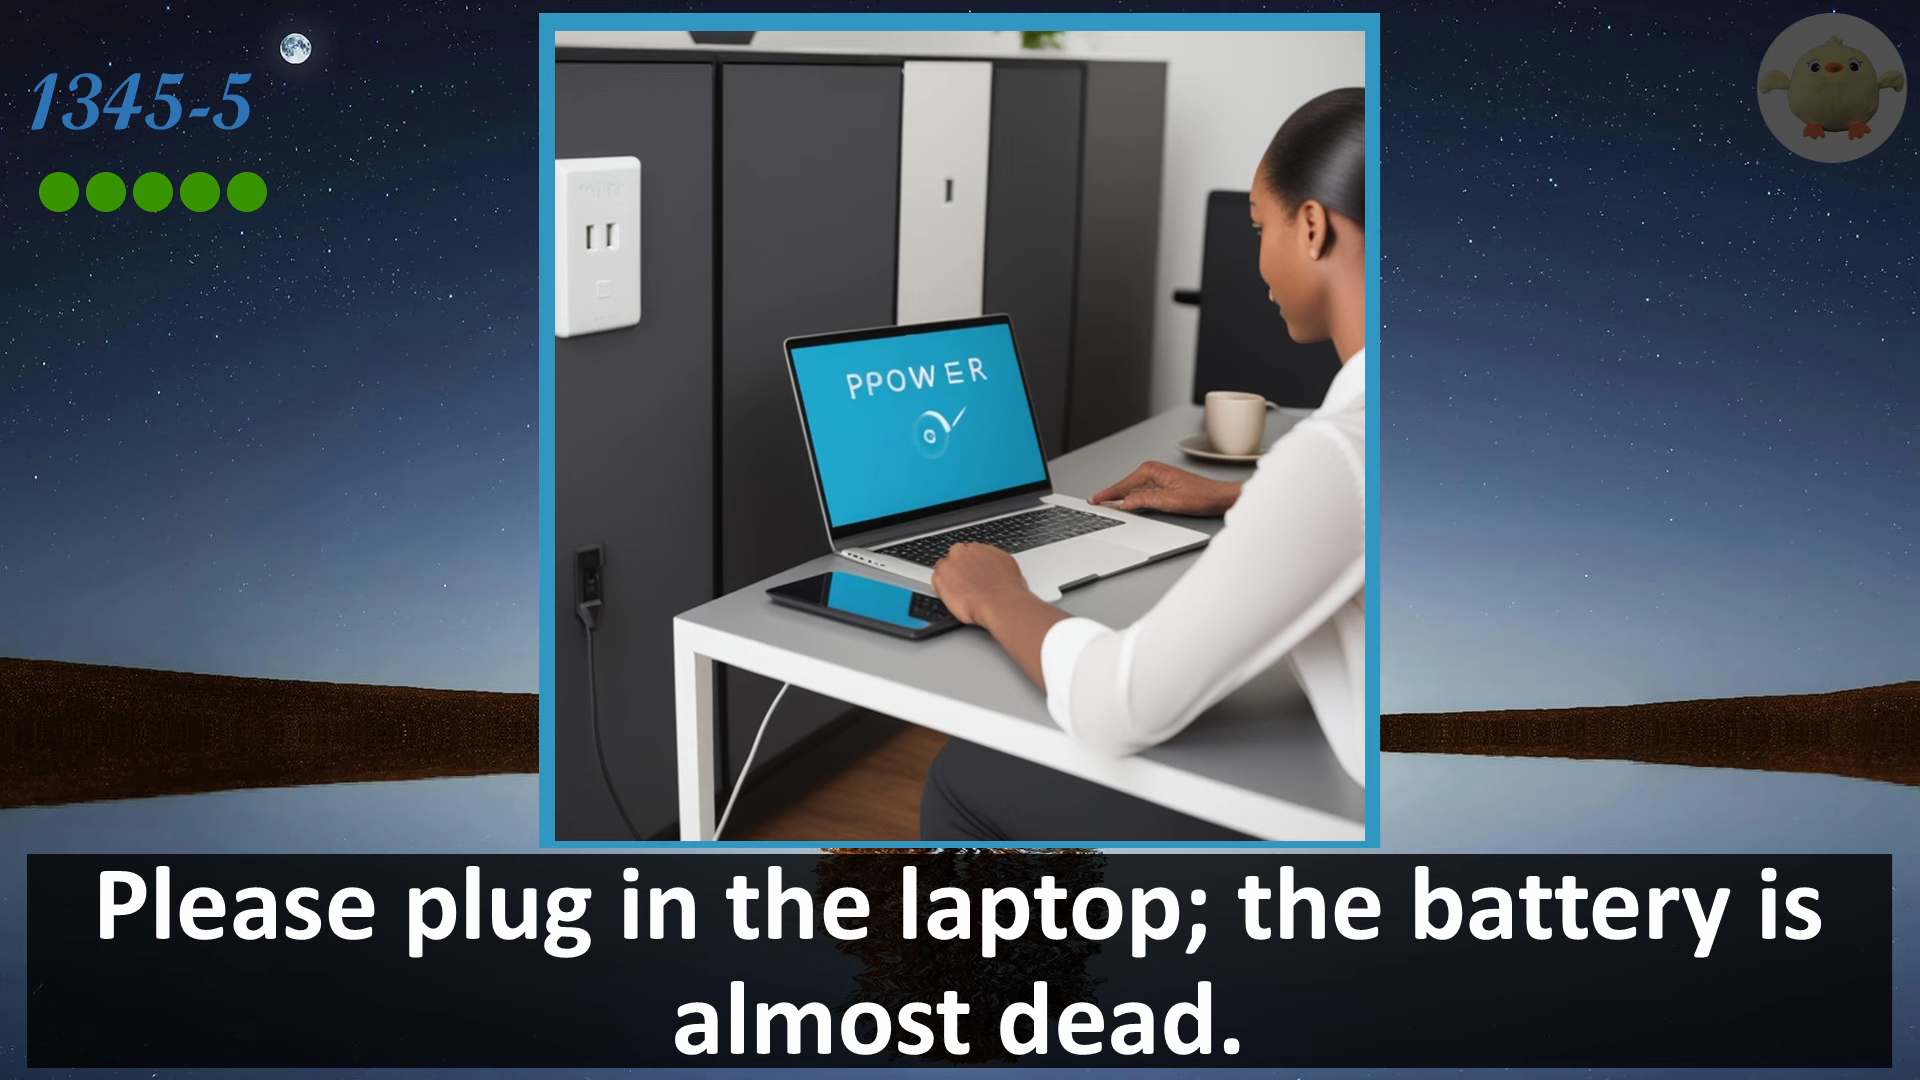 1345-5
PPOWER
Please plug in the laptop; the battery is
almost dead.